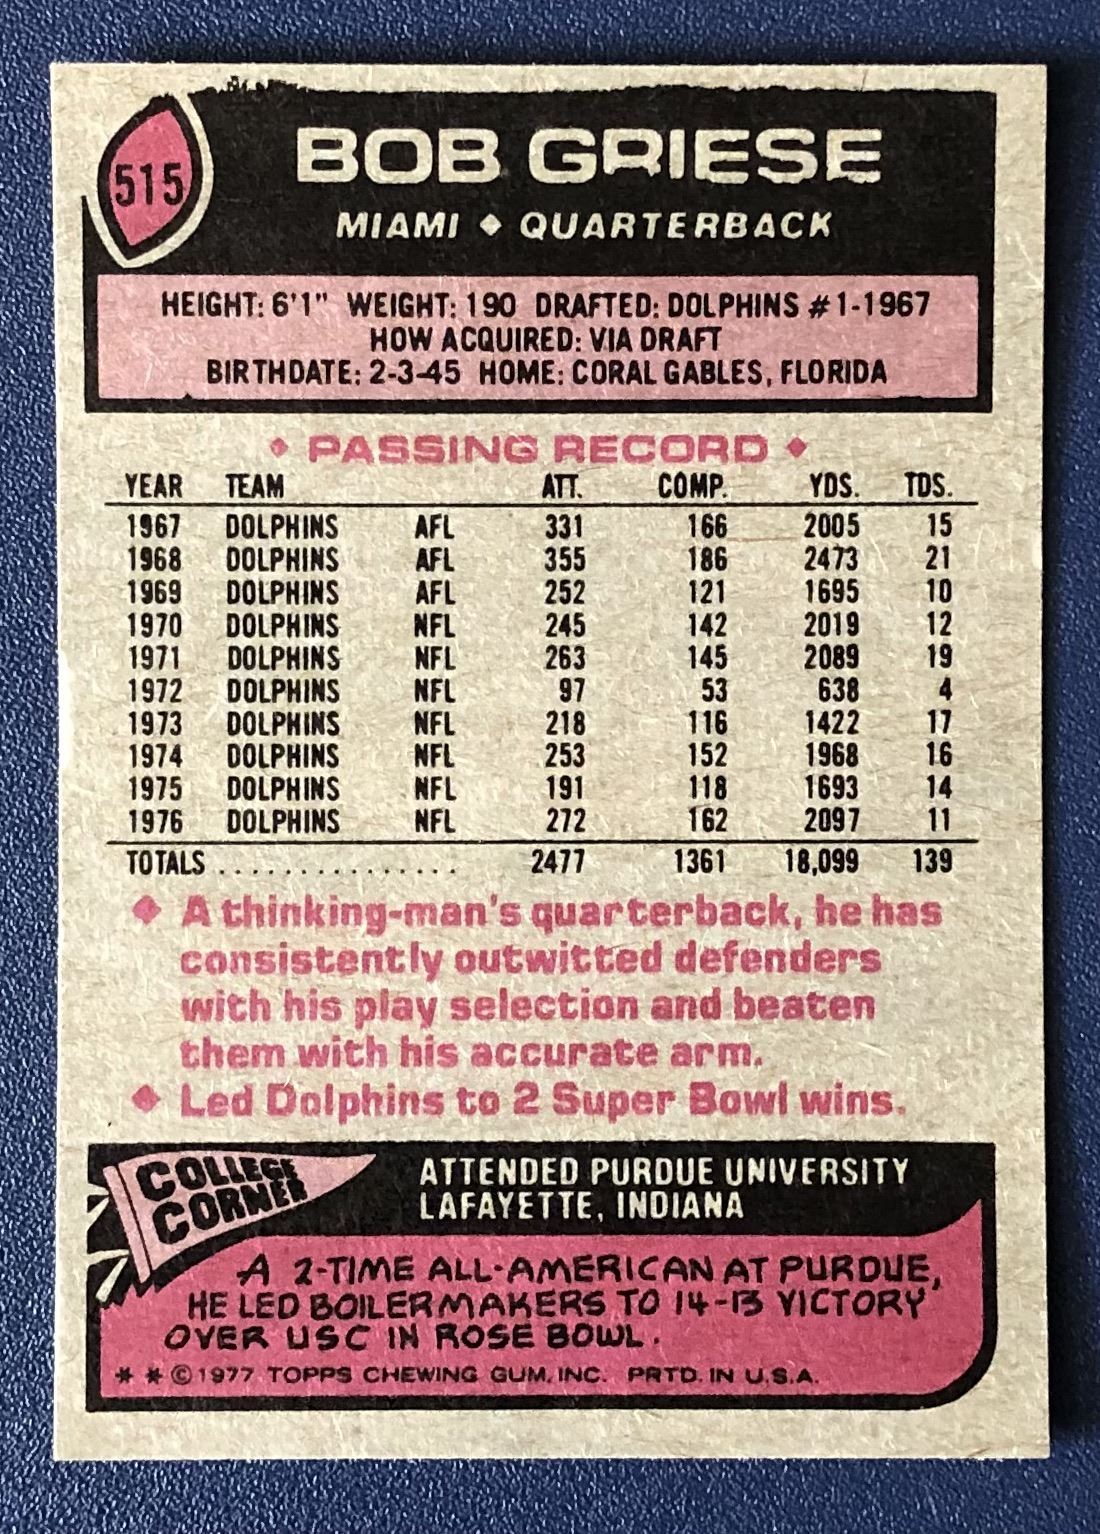 515
BOB GRIESE
MIAMI ◆ QUARTERBACK
HEIGHT: 6'1" WEIGHT: 190 DRAFTED: DOLPHINS #1-1967
HOW ACQUIRED: VIA DRAFT
BIRTHDATE: 2-3-45 HOME: CORAL GABLES, FLORIDA
◆ PASSING RECORD ◆
YEAR TEAM ATT. COMP. YDS. TDS.
1967 DOLPHINS AFL 331 166 2005 15
1968 DOLPHINS AFL 355 186 2473 21
1969 DOLPHINS AFL 252 121 1695 10
1970 DOLPHINS NFL 245 142 2019 12
1971 DOLPHINS NFL 263 145 2089 19
1972 DOLPHINS NFL 97 53 638 4
1973 DOLPHINS NFL 218 116 1422 17
1974 DOLPHINS NFL 253 152 1968 16
1975 DOLPHINS NFL 191 118 1693 14
1976 DOLPHINS NFL 272 162 2097 11
TOTALS ............... 2477 1361 18,099 139
◆ A thinking-man's quarterback, he has
consistently outwitted defenders
with his play selection and beaten
them with his accurate arm.
◆ Led Dolphins to 2 Super Bowl wins.
COLLEGE
CORNER
ATTENDED PURDUE UNIVERSITY
LAFAYETTE, INDIANA
A 2-TIME ALL-AMERICAN AT PURDUE,
HE LED BOILERMAKERS TO 14-13 VICTORY
OVER USC IN ROSE BOWL.
* * © 1977 TOPPS CHEWING GUM, INC. PRTD. IN U.S.A.